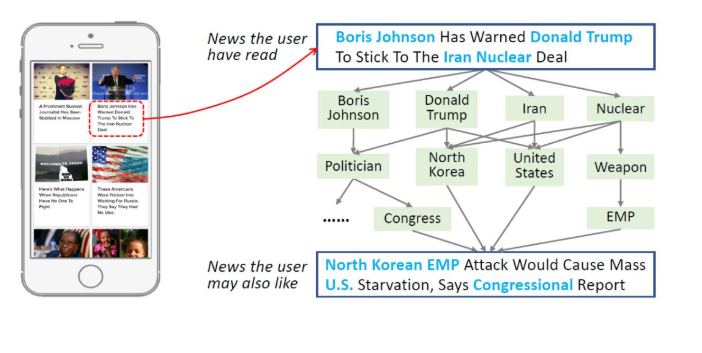 News the user
have read
Boris Johnson Has Warned Donald Trump
To Stick To The Iran Nuclear Deal
A Prominent Russian
Journalist Has Been
Stabbed In Moscow
Boris Johnson Has
Warned Donald
Trump To Stick To
The Iran Nuclear
Deal
Here's What Happens
When Republicans
Have No One To
Fight
These Americans
Were Tricked Into
Working For Russia.
They Say They Had
No Idea.
Boris
Johnson
Donald
Trump
Iran
Nuclear
Politician
North
Korea
United
States
Weapon
......
Congress
EMP
News the user
may also like
North Korean EMP Attack Would Cause Mass
U.S. Starvation, Says Congressional Report